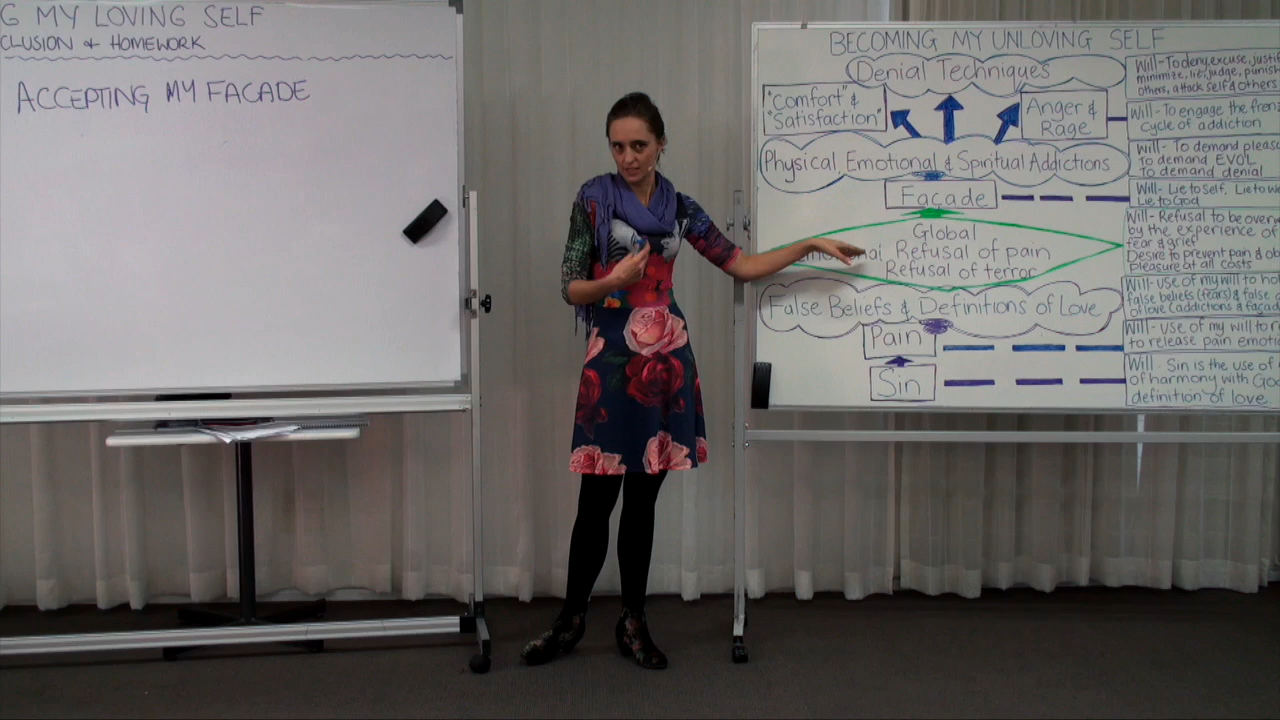 G MY LOVING SELF
CLUSION & HOMEWORK
ACCEPTING MY FACADE
BECOMING MY UNLOVING SELF
Denial Techniques
"Comfort" &
"Satisfaction"
Anger &
Rage
Physical, Emotional & Spiritual Addictions
Façade
Global
Refusal of pain
Refusal of terror
False Beliefs & Definitions of Love
Pain
Sin
Will - To deny, excuse, justif
minimize, lie, judge, punish
others, attack self & others
Will - To engage the fren
cycle of addiction
Will - To demand pleas
To demand EVOL
To demand denial
Will - Lie to self, Lie to w
Lie to God
Will - Refusal to be over
by the experience of
fear & grief
Desire to prevent pain & ob
pleasure at all costs
Will - use of my will to ho
false beliefs (fears) & false d
of love (addictions & façad
Will - use of my will to r
to release pain emotio
Will Sin is the use of
of harmony with Go
definition of love